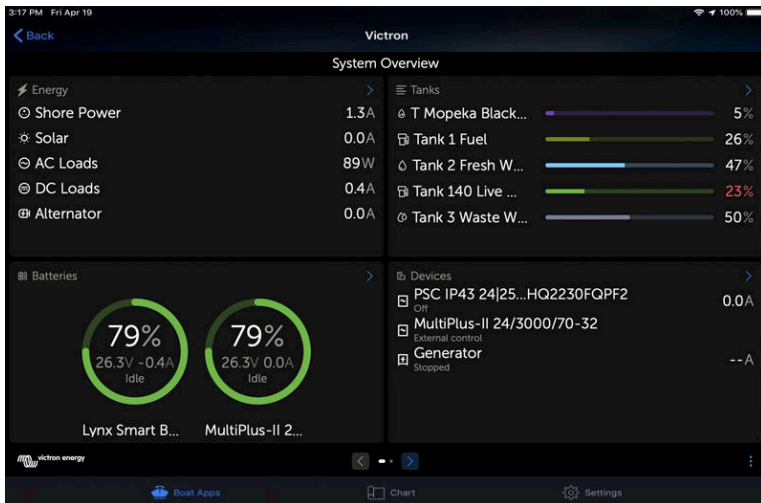 3:17 PM Fri Apr 19
100%
Back
Victron
System Overview
Energy
Shore Power 1.3A
Solar 0.0A
AC Loads 89W
DC Loads 0.4A
Alternator 0.0A
Tanks
T Mopeka Black... 5%
Tank 1 Fuel 26%
Tank 2 Fresh W... 47%
Tank 140 Live ... 23%
Tank 3 Waste W... 50%
Batteries
79%
26.3V -0.4A
Idle
Lynx Smart B...
79%
26.3V 0.0A
Idle
MultiPlus-II 2...
Devices
PSC IP43 24|25...HQ2230FQPF2 0.0A
Off
MultiPlus-II 24/3000/70-32
External control
Generator --A
Stopped
victron energy
Boat Apps
Chart
Settings